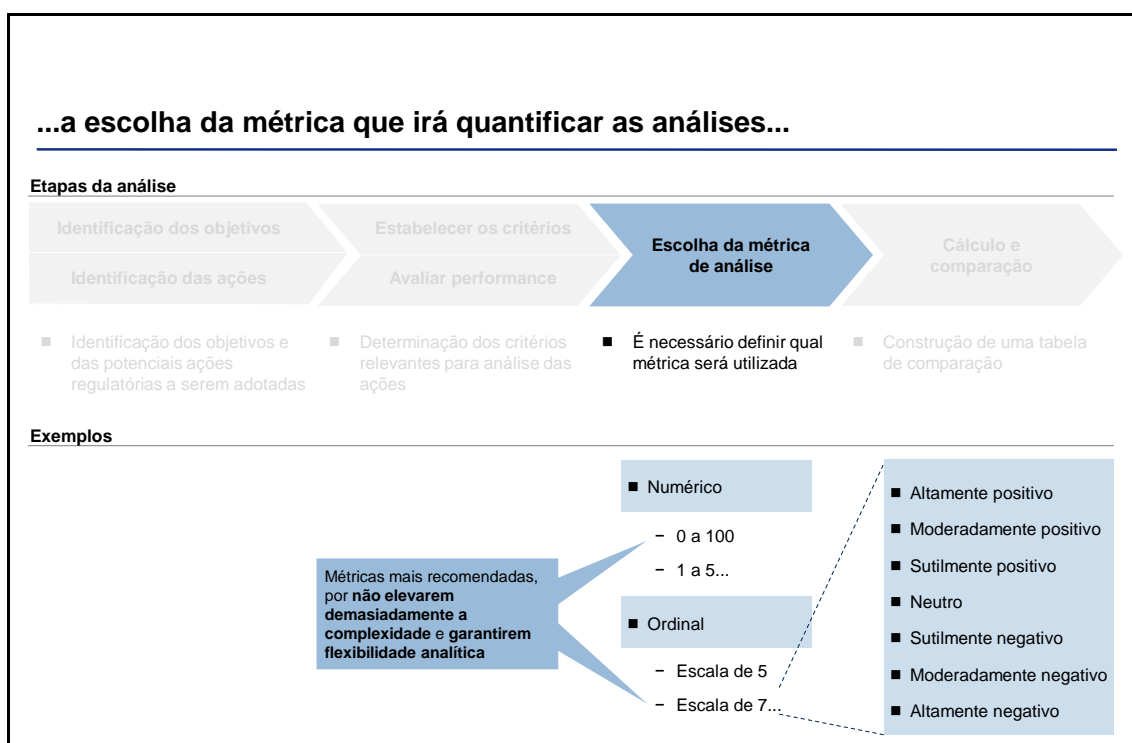 ...a escolha da métrica que irá quantificar as análises...
Etapas da análise
Identificação dos objetivos
Identificação das ações
Estabelecer os critérios
Avaliar performance
Escolha da métrica
de análise
Cálculo e
comparação
■ Identificação dos objetivos e
das potenciais ações
regulatórias a serem adotadas
■ Determinação dos critérios
relevantes para análise das
ações
■ É necessário definir qual
métrica será utilizada
■ Construção de uma tabela
de comparação
Exemplos
Métricas mais recomendadas,
por não elevarem
demasiadamente a
complexidade e garantirem
flexibilidade analítica
■ Numérico
− 0 a 100
− 1 a 5...
■ Ordinal
− Escala de 5
− Escala de 7...
■ Altamente positivo
■ Moderadamente positivo
■ Sutilmente positivo
■ Neutro
■ Sutilmente negativo
■ Moderadamente negativo
■ Altamente negativo